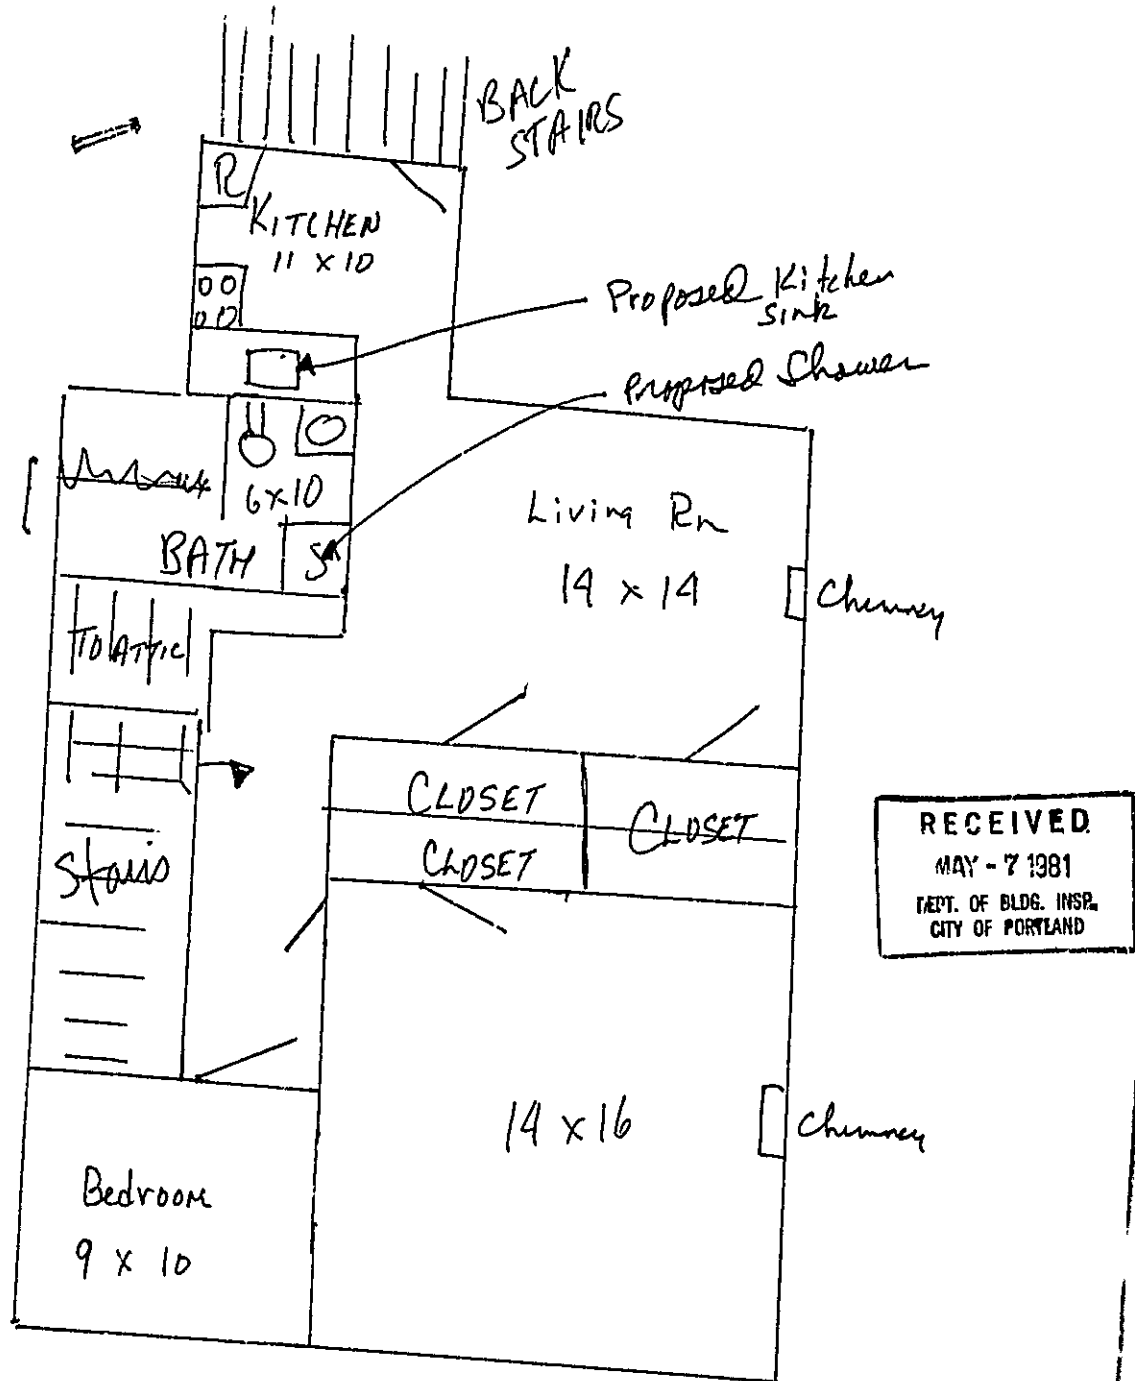 BACK
STAIRS
R
KITCHEN
11 x 10
Proposed Kitchen
sink
Proposed Shower
6x10
BATH
Living Rm
14 x 14
Chimney
TO ATTIC
CLOSET
CLOSET
CLOSET
Stairs
RECEIVED
MAY - 7 1981
DEPT. OF BLDG. INSP.
CITY OF PORTLAND
14 x 16
Chimney
Bedroom
9 x 10